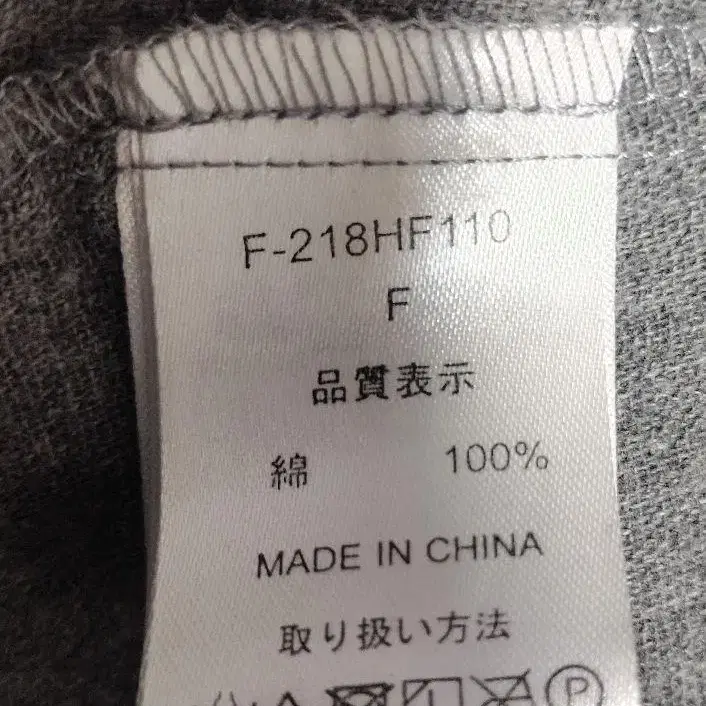 F-218HF110
F
品質表示
綿 100%
MADE IN CHINA
取り扱い方法
P